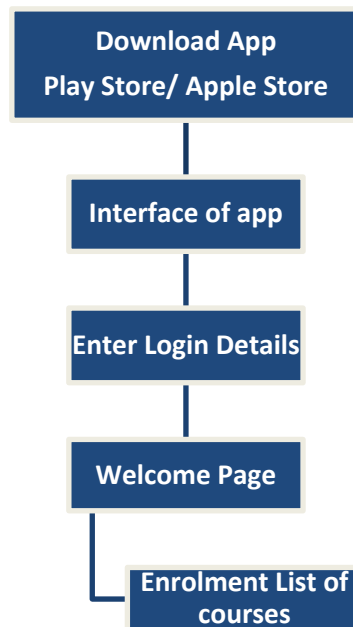 Download App
Play Store/ Apple Store
Interface of app
Enter Login Details
Welcome Page
Enrolment List of
courses